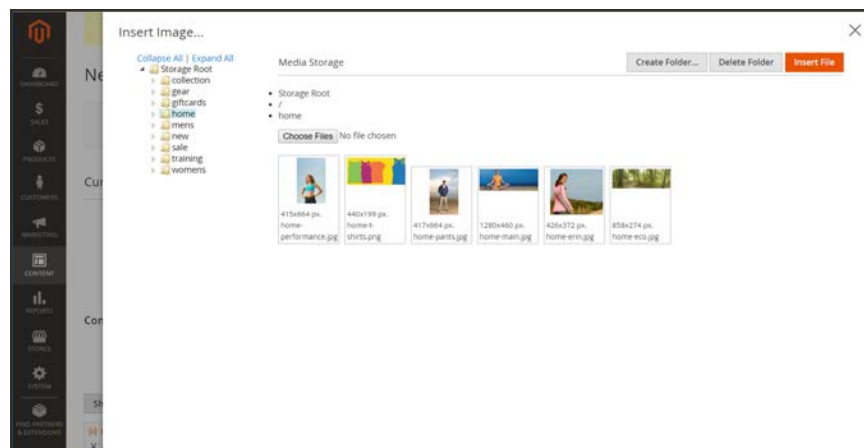 Insert Image...
Collapse All | Expand All
Storage Root
collection
gear
giftcards
home
mens
new
sale
training
womens
Media Storage
Create Folder...
Delete Folder
Insert File
Storage Root
/
home
Choose Files No file chosen
415x664 px.
home-
performance.jpg
440x199 px.
home-t-
shirts.png
417x664 px.
home-pants.jpg
1280x460 px.
home-main.jpg
426x372 px.
home-erin.jpg
858x274 px.
home-eco.jpg
DASHBOARD
$
SALES
PRODUCTS
CUSTOMERS
MARKETING
CONTENT
REPORTS
STORES
SYSTEM
FIND PARTNERS
& EXTENSIONS
Ne
Cur
Con
Sh